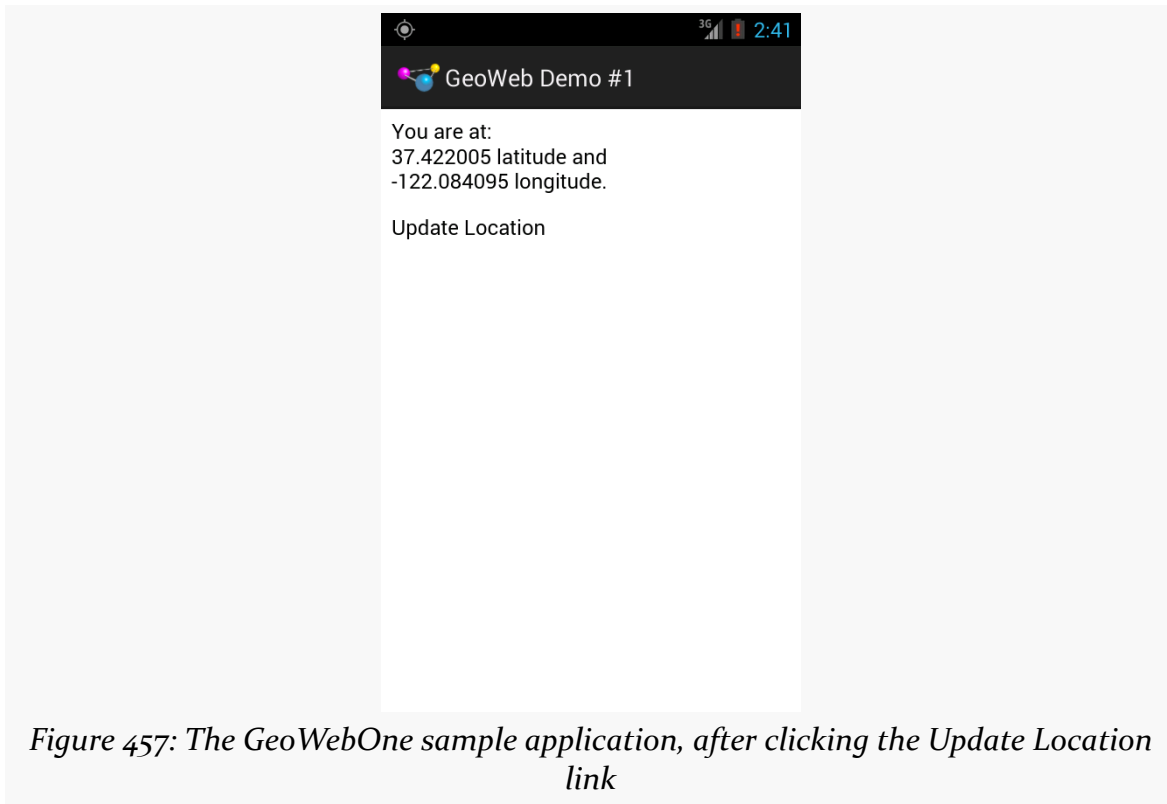 3G 2:41
GeoWeb Demo #1
You are at:
37.422005 latitude and
-122.084095 longitude.
Update Location
Figure 457: The GeoWebOne sample application, after clicking the Update Location
link